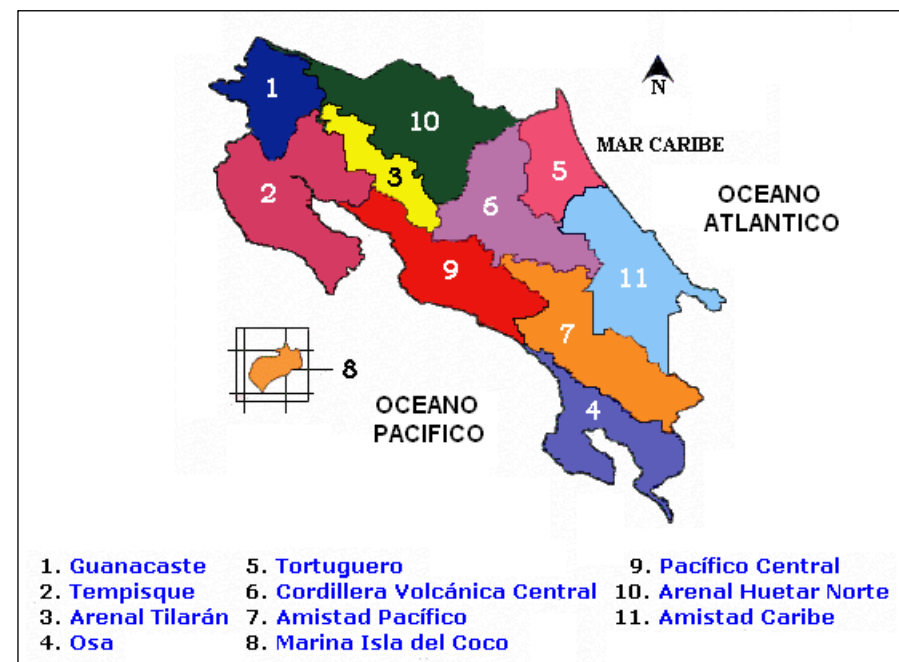 N
1
10
MAR CARIBE
5
3
OCEANO
ATLANTICO
2
6
9
11
7
8
OCEANO
PACIFICO
4
1. Guanacaste
2. Tempisque
3. Arenal Tilarán
4. Osa
5. Tortuguero
6. Cordillera Volcánica Central
7. Amistad Pacífico
8. Marina Isla del Coco
9. Pacífico Central
10. Arenal Huetar Norte
11. Amistad Caribe